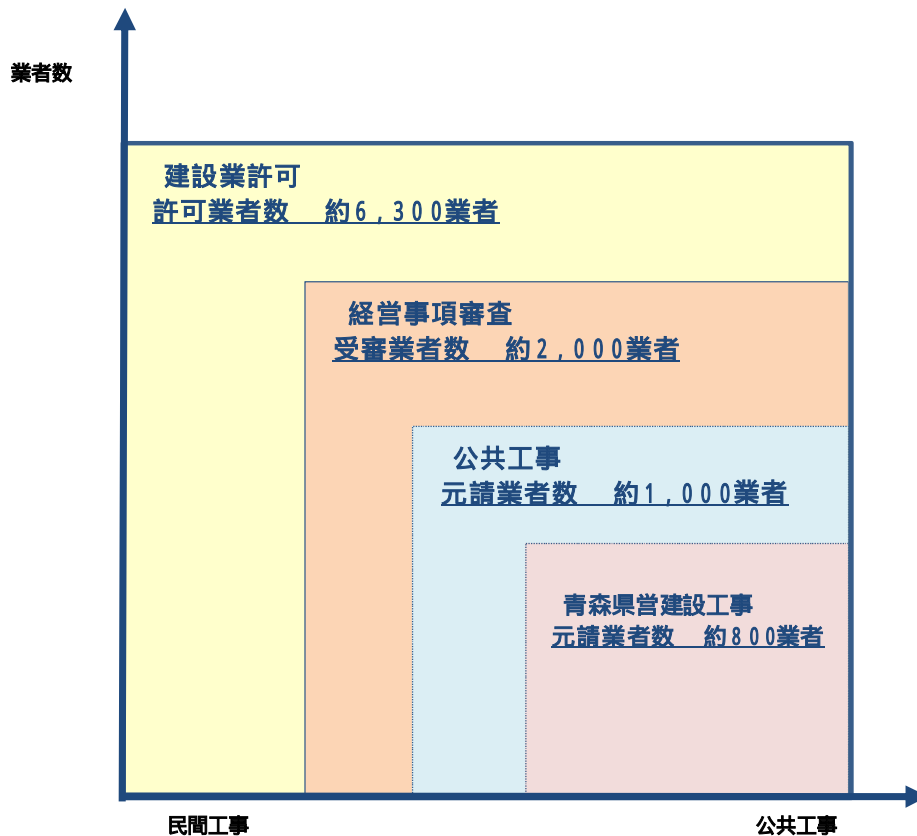 業者数
建設業許可
許可業者数　約6,300業者
経営事項審査
受審業者数　約2,000業者
公共工事
元請業者数　約1,000業者
青森県営建設工事
元請業者数　約800業者
民間工事
公共工事